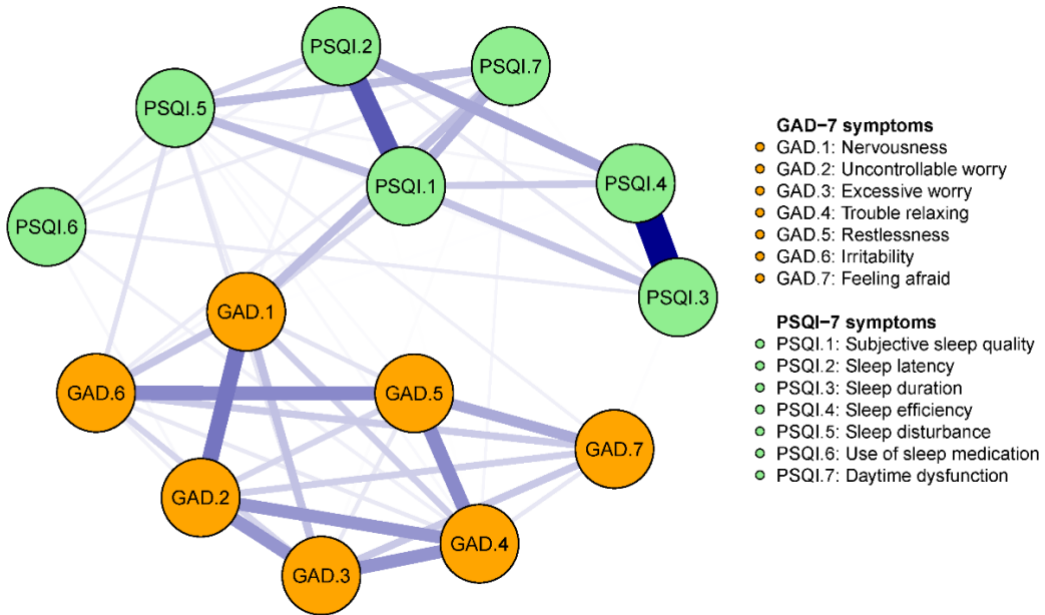 PSQI.2
PSQI.7
PSQI.5
PSQI.1
PSQI.4
PSQI.6
PSQI.3
GAD.1
GAD.6
GAD.5
GAD.7
GAD.2
GAD.4
GAD.3
GAD−7 symptoms
GAD.1: Nervousness
GAD.2: Uncontrollable worry
GAD.3: Excessive worry
GAD.4: Trouble relaxing
GAD.5: Restlessness
GAD.6: Irritability
GAD.7: Feeling afraid
PSQI−7 symptoms
PSQI.1: Subjective sleep quality
PSQI.2: Sleep latency
PSQI.3: Sleep duration
PSQI.4: Sleep efficiency
PSQI.5: Sleep disturbance
PSQI.6: Use of sleep medication
PSQI.7: Daytime dysfunction